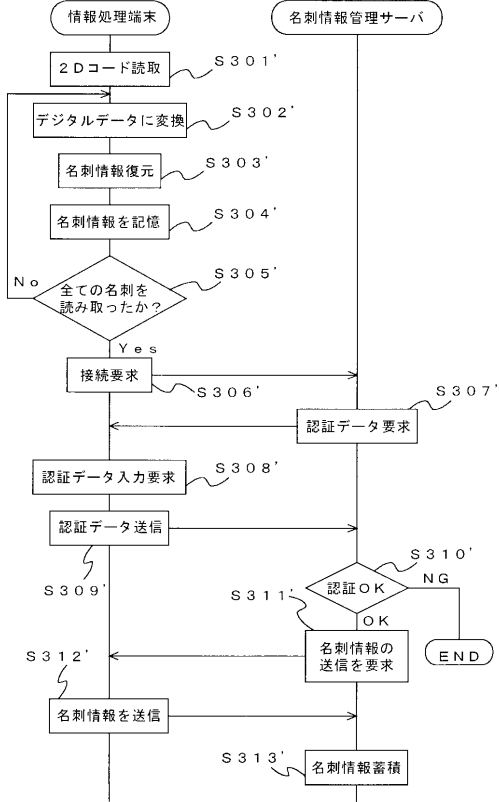 情報処理端末
名刺情報管理サーバ
2Dコード読取
S301'
デジタルデータに変換
S302'
名刺情報復元
S303'
名刺情報を記憶
S304'
全ての名刺を
読み取ったか?
S305'
No
Yes
接続要求
S306'
認証データ要求
S307'
認証データ入力要求
S308'
認証データ送信
S309'
認証OK
S310'
NG
OK
END
名刺情報の
送信を要求
S311'
S312'
名刺情報を送信
S313'
名刺情報蓄積